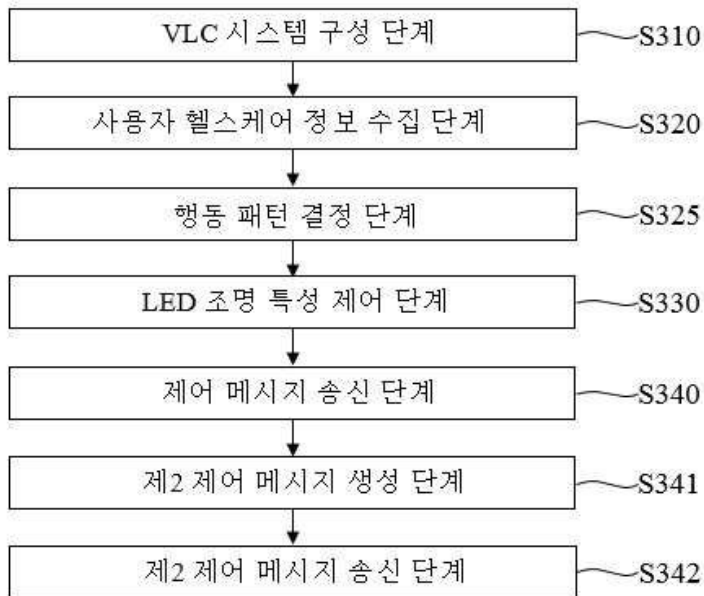 VLC 시스템 구성 단계 S310
사용자 헬스케어 정보 수집 단계 S320
행동 패턴 결정 단계 S325
LED 조명 특성 제어 단계 S330
제어 메시지 송신 단계 S340
제2 제어 메시지 생성 단계 S341
제2 제어 메시지 송신 단계 S342